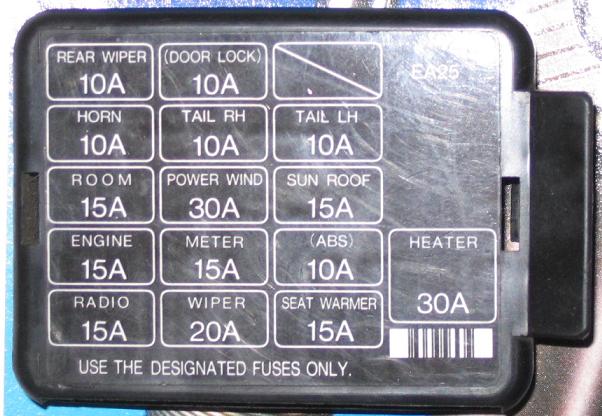 REAR WIPER (DOOR LOCK) EA25
10A 10A
HORN TAIL RH TAIL LH
10A 10A 10A
ROOM POWER WIND SUN ROOF
15A 30A 15A
ENGINE METER (ABS) HEATER
15A 15A 10A 30A
RADIO WIPER SEAT WARMER
15A 20A 15A
USE THE DESIGNATED FUSES ONLY.